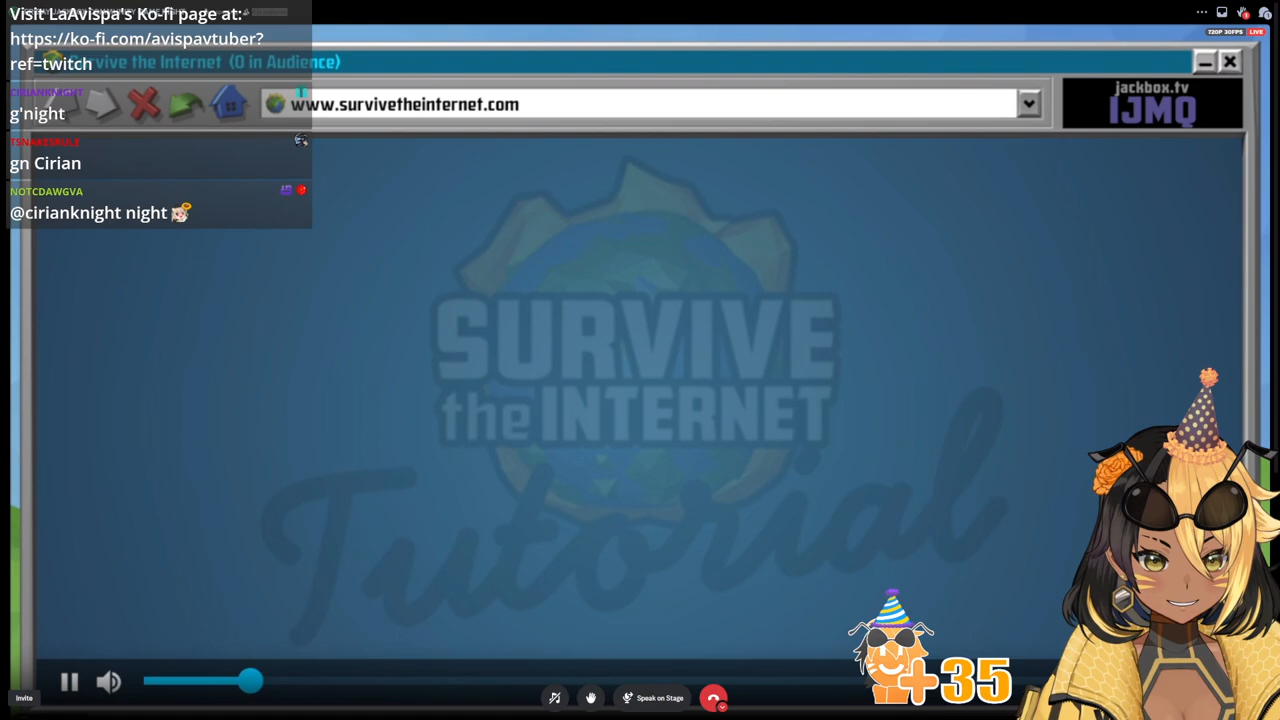 Visit LaAvispa's Ko-fi page at:
https://ko-fi.com/avispavtuber?
ref=twitch
CIRIANKNIGHT
g'night
TSNAKESRULE
gn Cirian
NOTCDAWGVA
@cirianknight night
720P 30FPS LIVE
vive the Internet (0 in Audience)
www.survivetheinternet.com
jackbox.tv
IJMQ
SURVIVE
the INTERNET
Tutorial
+35
Invite
Speak on Stage